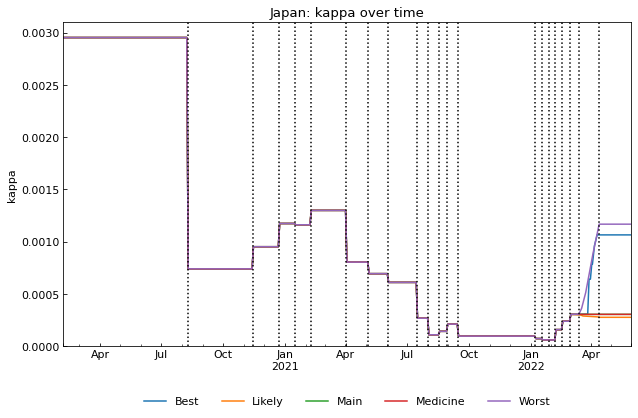 Japan: kappa over time
0.0030
0.0025
0.0020
0.0015
0.0010
0.0005
0.0000
kappa
Apr Jul Oct Jan Apr Jul Oct Jan Apr
2021 2022
Best Likely Main Medicine Worst